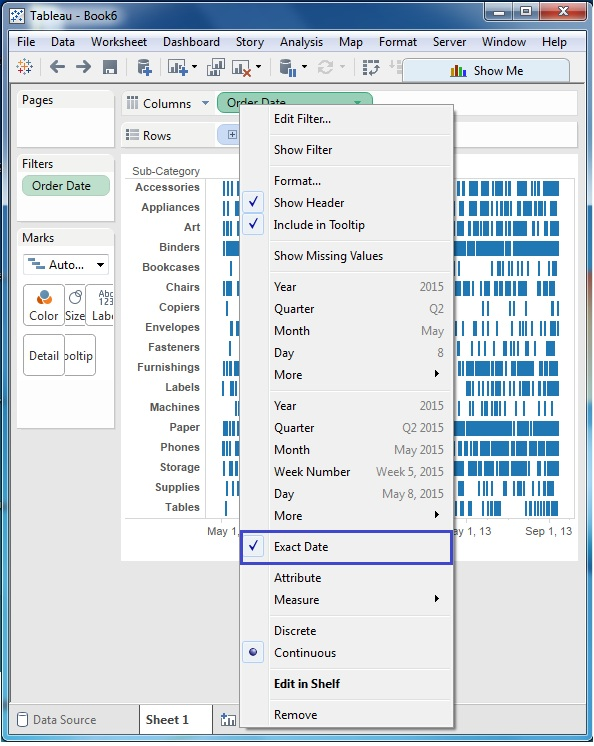 Tableau - Book6
File Data Worksheet Dashboard Story Analysis Map Format Server Window Help
Show Me
Pages
Columns Order Date
Rows
Filters
Order Date
Marks
Auto...
Color Size Abc 123
Detail
Sub-Category
Accessories
Appliances
Art
Binders
Bookcases
Chairs
Copiers
Envelopes
Fasteners
Furnishings
Labels
Machines
Paper
Phones
Storage
Supplies
Tables
May 1, 13 Sep 1, 13
Edit Filter...
Show Filter
Format...
Show Header
Include in Tooltip
Show Missing Values
Year 2015
Quarter Q2
Month May
Day 8
More
Year 2015
Quarter Q2 2015
Month May 2015
Week Number Week 5, 2015
Day May 8, 2015
More
Exact Date
Attribute
Measure
Discrete
Continuous
Edit in Shelf
Remove
Data Source Sheet 1